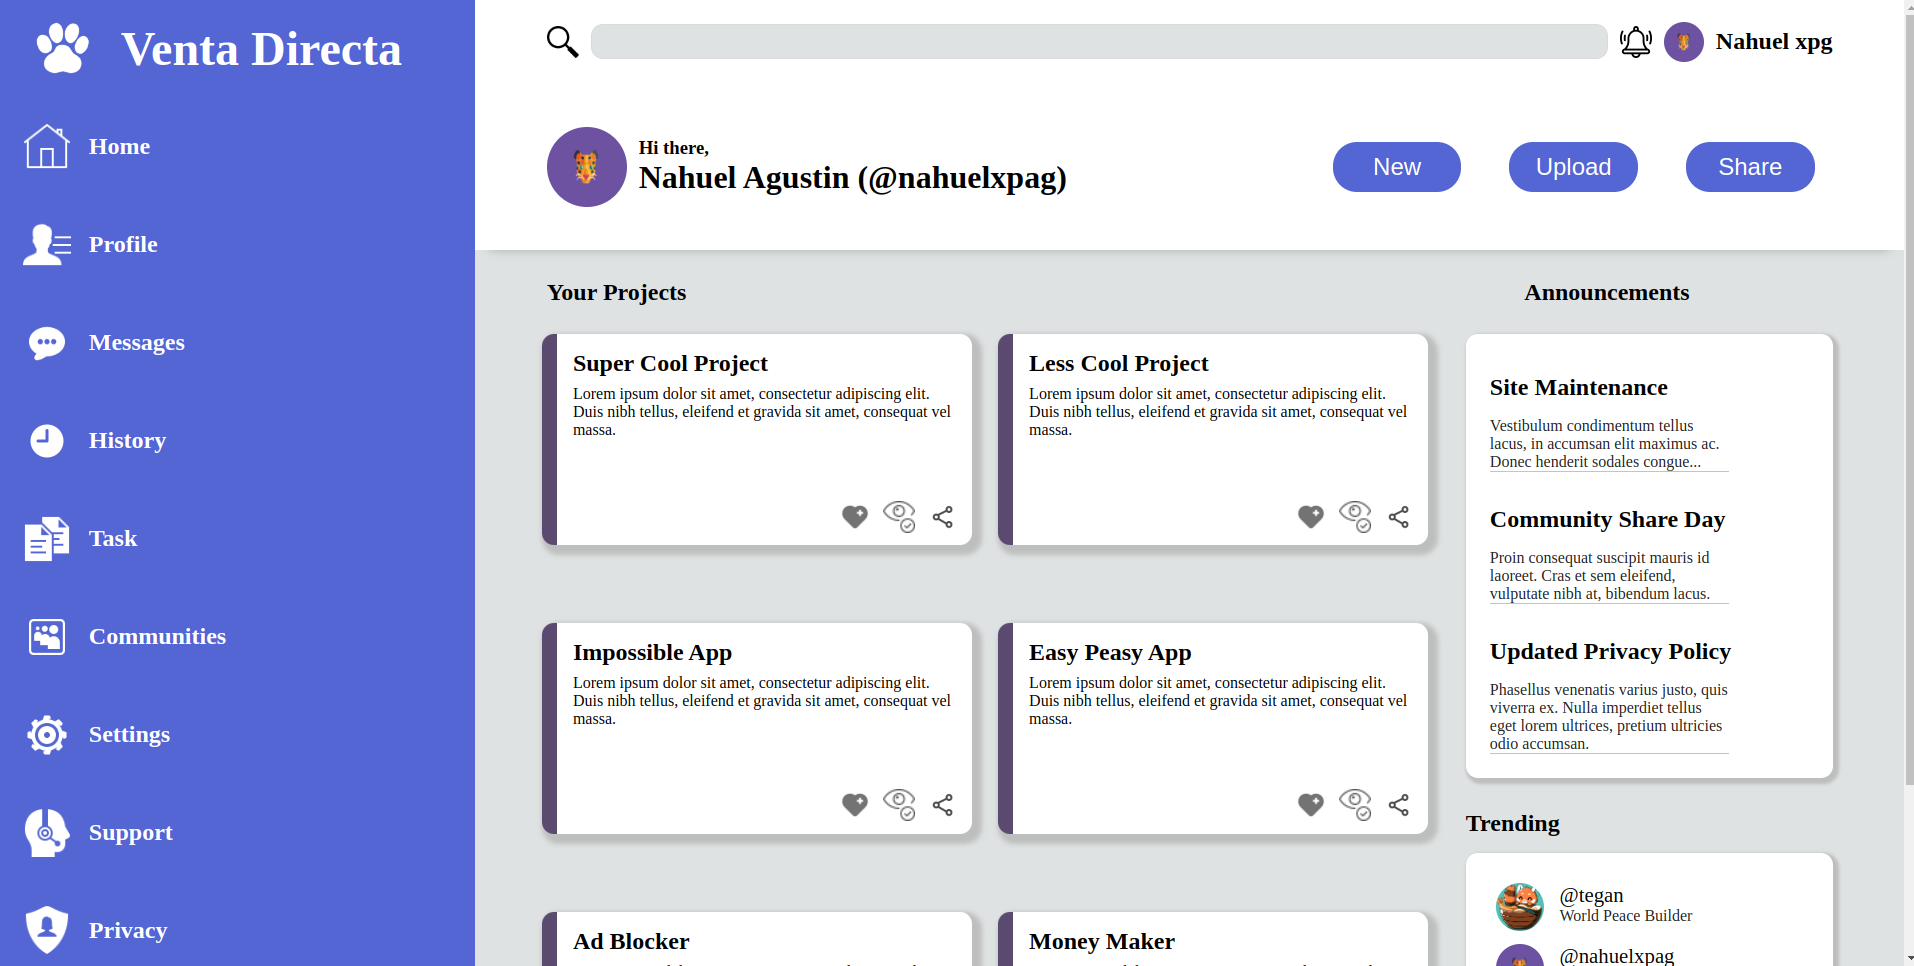 Venta Directa
Home
Profile
Messages
History
Task
Communities
Settings
Support
Privacy
Nahuel xpg
Hi there,
Nahuel Agustin (@nahuelxpag)
New
Upload
Share
Your Projects
Super Cool Project
Lorem ipsum dolor sit amet, consectetur adipiscing elit.
Duis nibh tellus, eleifend et gravida sit amet, consequat vel
massa.
Less Cool Project
Lorem ipsum dolor sit amet, consectetur adipiscing elit.
Duis nibh tellus, eleifend et gravida sit amet, consequat vel
massa.
Impossible App
Lorem ipsum dolor sit amet, consectetur adipiscing elit.
Duis nibh tellus, eleifend et gravida sit amet, consequat vel
massa.
Easy Peasy App
Lorem ipsum dolor sit amet, consectetur adipiscing elit.
Duis nibh tellus, eleifend et gravida sit amet, consequat vel
massa.
Ad Blocker
Money Maker
Announcements
Site Maintenance
Vestibulum condimentum tellus
lacus, in accumsan elit maximus ac.
Donec henderit sodales congue...
Community Share Day
Proin consequat suscipit mauris id
laoreet. Cras et sem eleifend,
vulputate nibh at, bibendum lacus.
Updated Privacy Policy
Phasellus venenatis varius justo, quis
viverra ex. Nulla imperdiet tellus
eget lorem ultrices, pretium ultricies
odio accumsan.
Trending
@tegan
World Peace Builder
@nahuelxpag